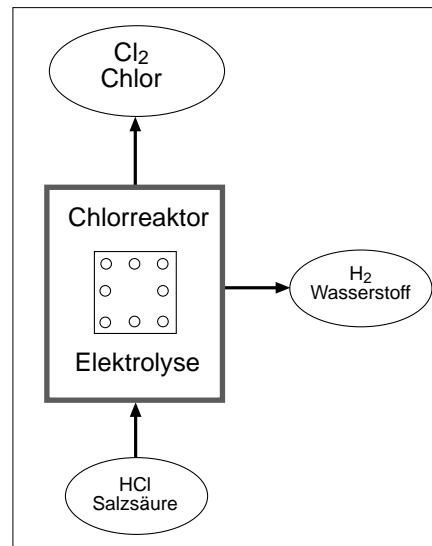 Cl₂
Chlor
Chlorreaktor
Elektrolyse
H₂
Wasserstoff
HCl
Salzsäure